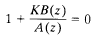 1 + KB(z)/A(z) = 0